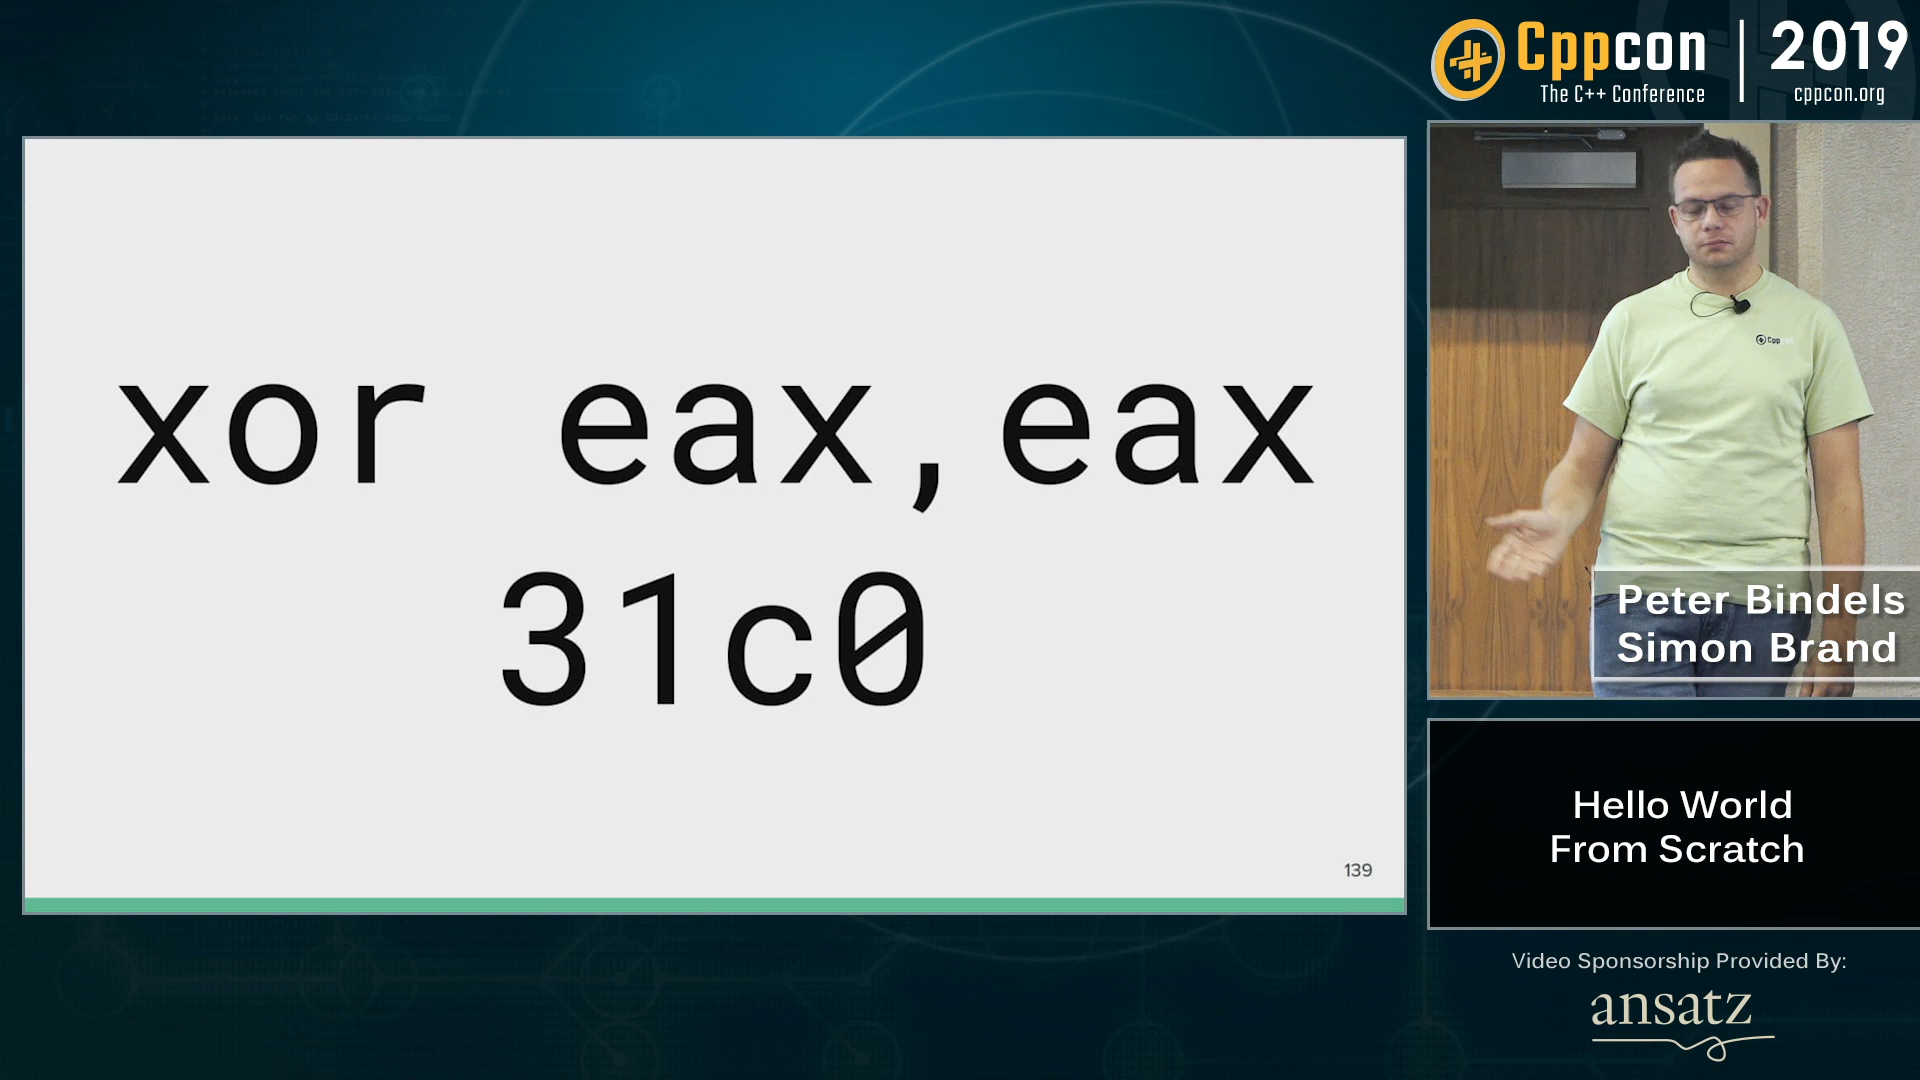 Cppcon
The C++ Conference
2019
cppcon.org
xor eax,eax
31c0
139
Cpp
Peter Bindels
Simon Brand
Hello World
From Scratch
Video Sponsorship Provided By:
ansatz